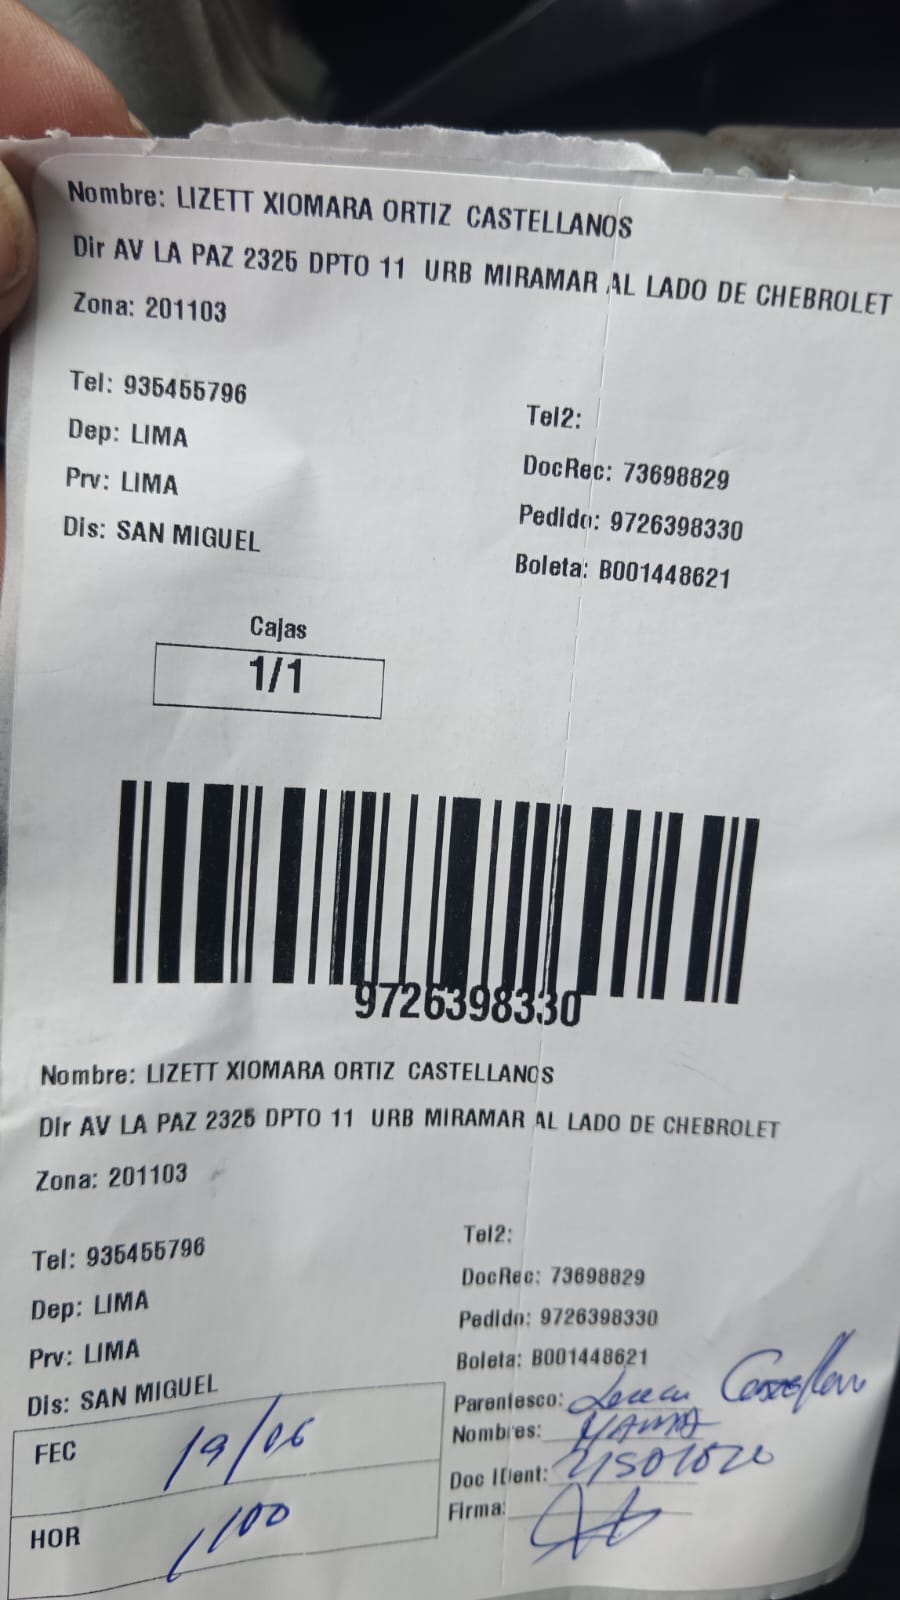 Nombre: LIZETT XIOMARA ORTIZ CASTELLANOS
Dir AV LA PAZ 2325 DPTO 11 URB MIRAMAR AL LADO DE CHEBROLET
Zona: 201103
Tel: 935455796
Tel2:
Dep: LIMA
DocRec: 73698829
Prv: LIMA
Pedido: 9726398330
Dis: SAN MIGUEL
Boleta: B001448621
Cajas
1/1
9726398330
Nombre: LIZETT XIOMARA ORTIZ CASTELLANOS
Dir AV LA PAZ 2325 DPTO 11 URB MIRAMAR AL LADO DE CHEBROLET
Zona: 201103
Tel: 935455796
Tel2:
Dep: LIMA
DocRec: 73698829
Prv: LIMA
Pedido: 9726398330
Dis: SAN MIGUEL
Boleta: B001448621
FEC 19/06
Parentesco:
Nombres:
HOR 1100
Doc Ident:
Firma: